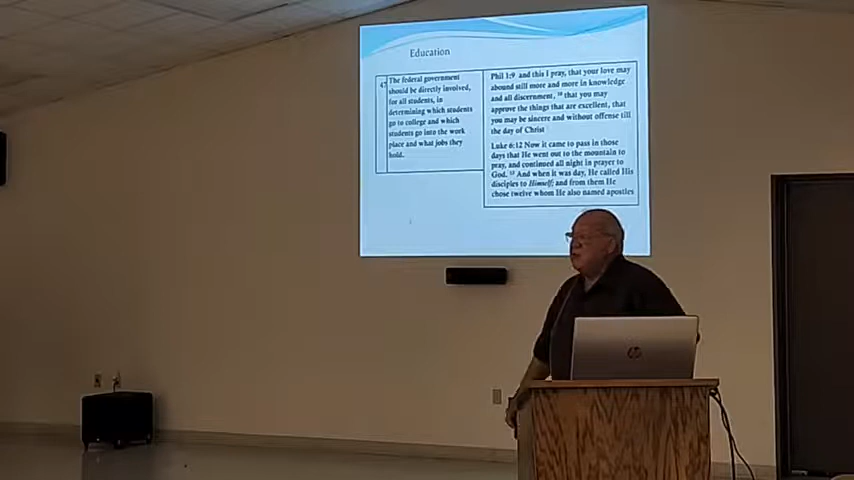 Education
47
The federal government
should be directly involved,
for all students, in
determining which students
go to college and which
students go into the work
place and what jobs they
hold.
Phil 1:9 and this I pray, that your love may
abound still more and more in knowledge
and all discernment, 10 that you may
approve the things that are excellent, that
you may be sincere and without offense till
the day of Christ
Luke 6:12 Now it came to pass in those
days that He went out to the mountain to
pray, and continued all night in prayer to
God. 13 And when it was day, He called His
disciples to Himself; and from them He
chose twelve whom He also named apostles
hp